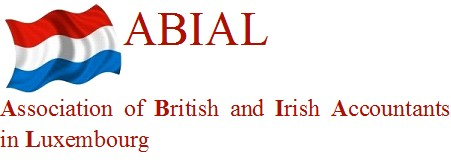 ABIAL
Association of British and Irish Accountants
in Luxembourg